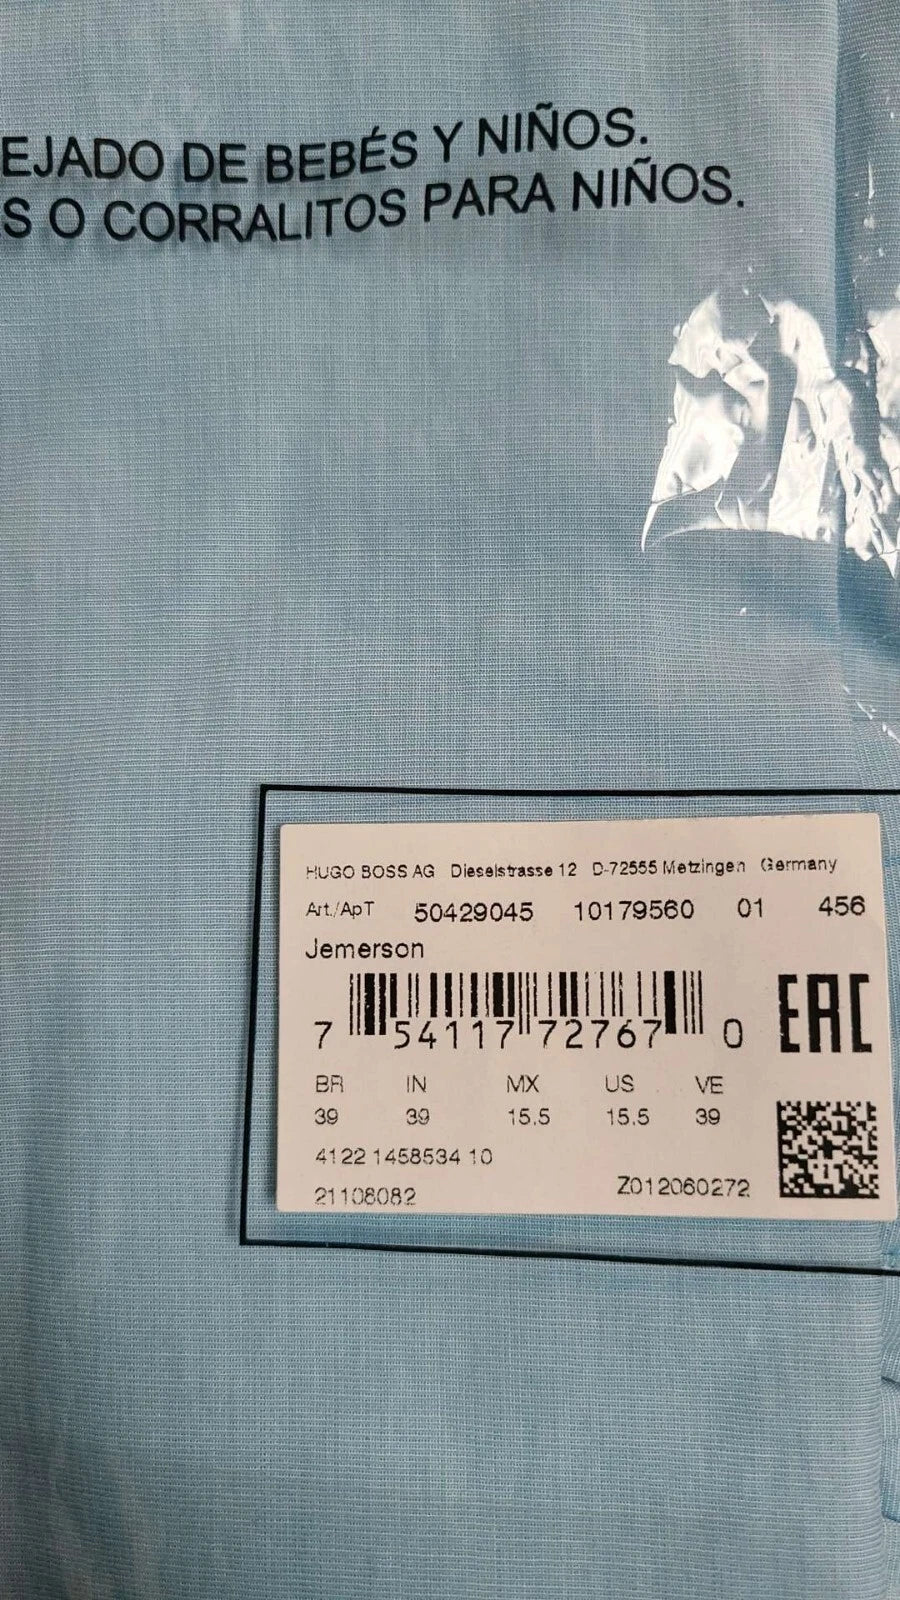 EJADO DE BEBÉS Y NIÑOS.
S O CORRALITOS PARA NIÑOS.
HUGO BOSS AG Dieselstrasse 12 D-72555 Metzingen Germany
Art./АрТ 50429045 10179560 01 456
Jemerson
7 54117 72767 0
EAC
BR IN MX US VE
39 39 15.5 15.5 39
4122 1458534 10
21108082 Z012060272